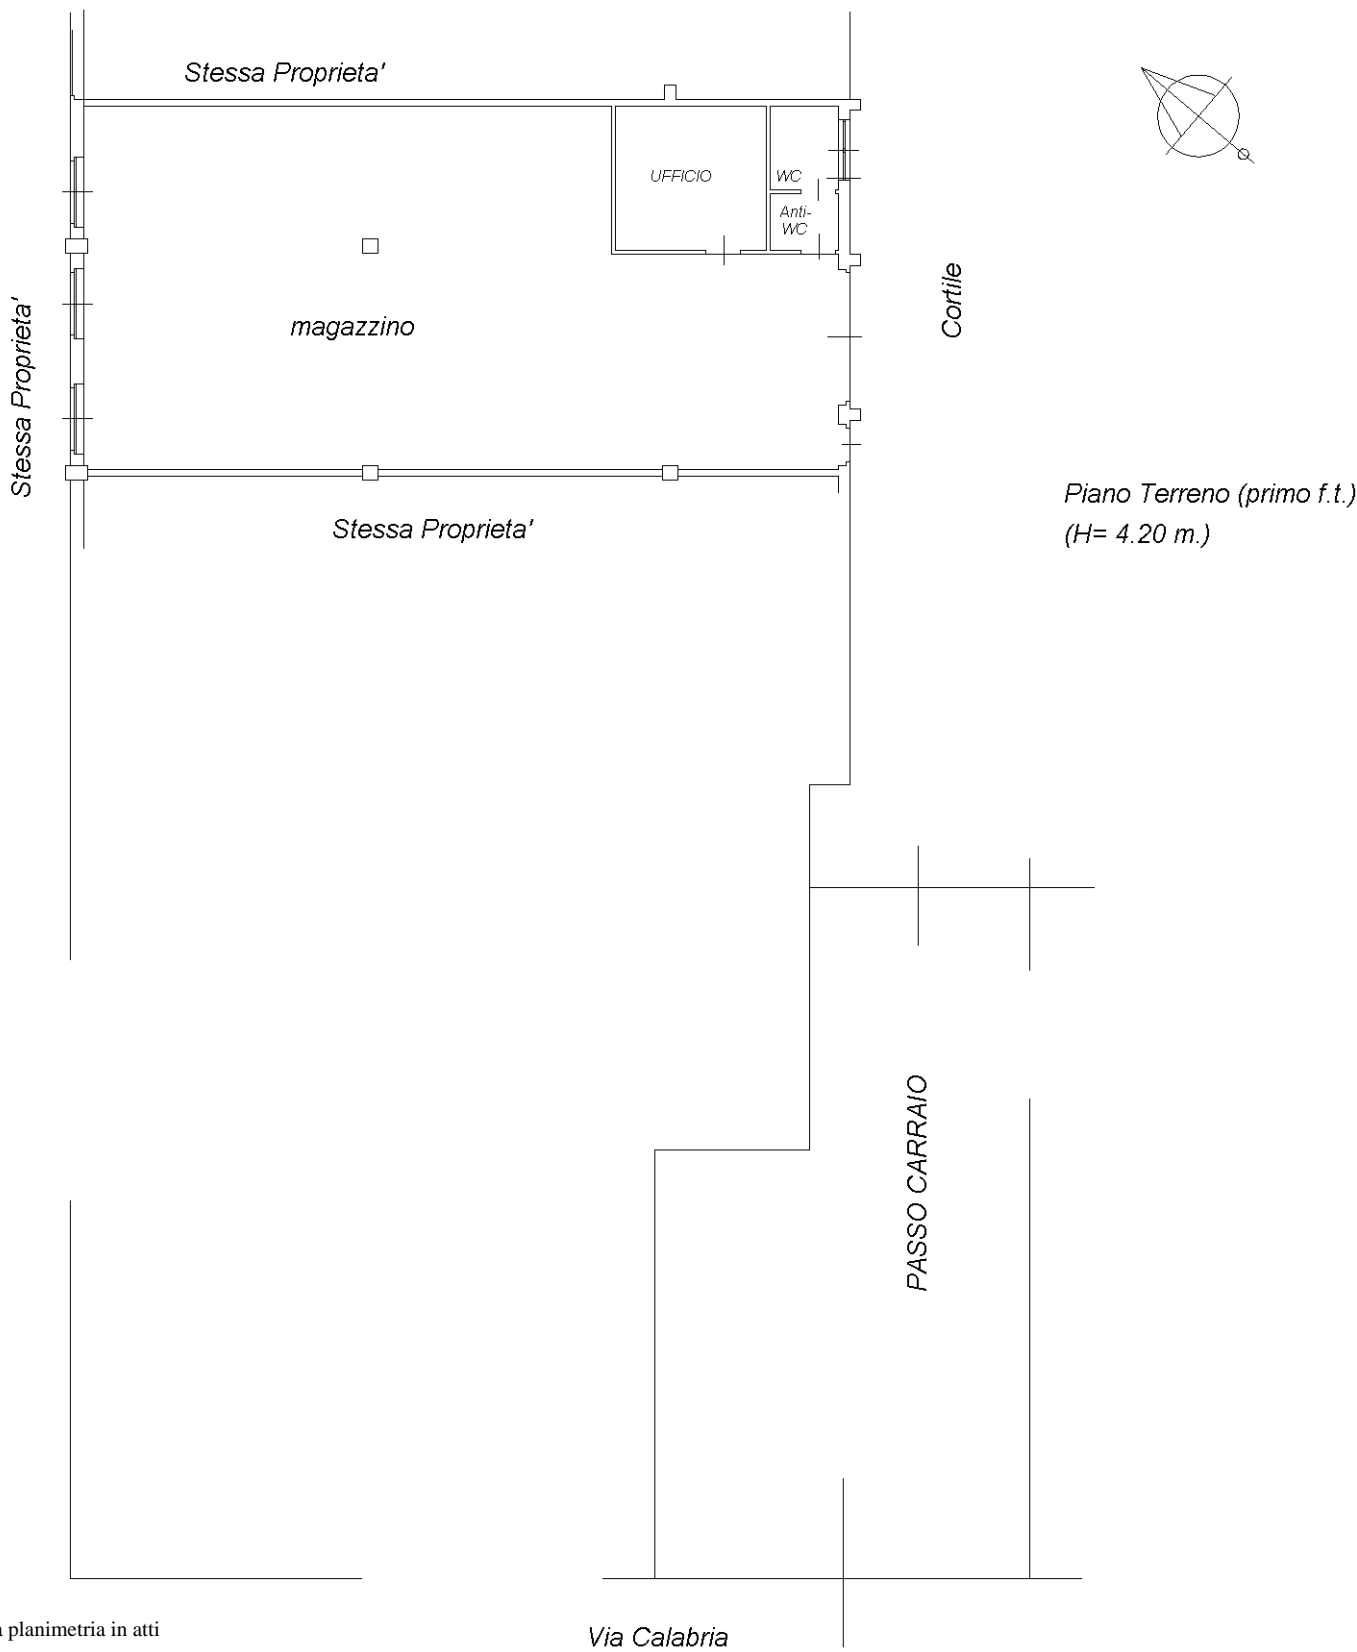 Stessa Proprieta'
UFFICIO
WC
Anti-
WC
Cortile
magazzino
Stessa Proprieta'
Piano Terreno (primo f.t.)
(H= 4.20 m.)
Stessa Proprieta'
PASSO CARRAIO
planimetria in atti
Via Calabria